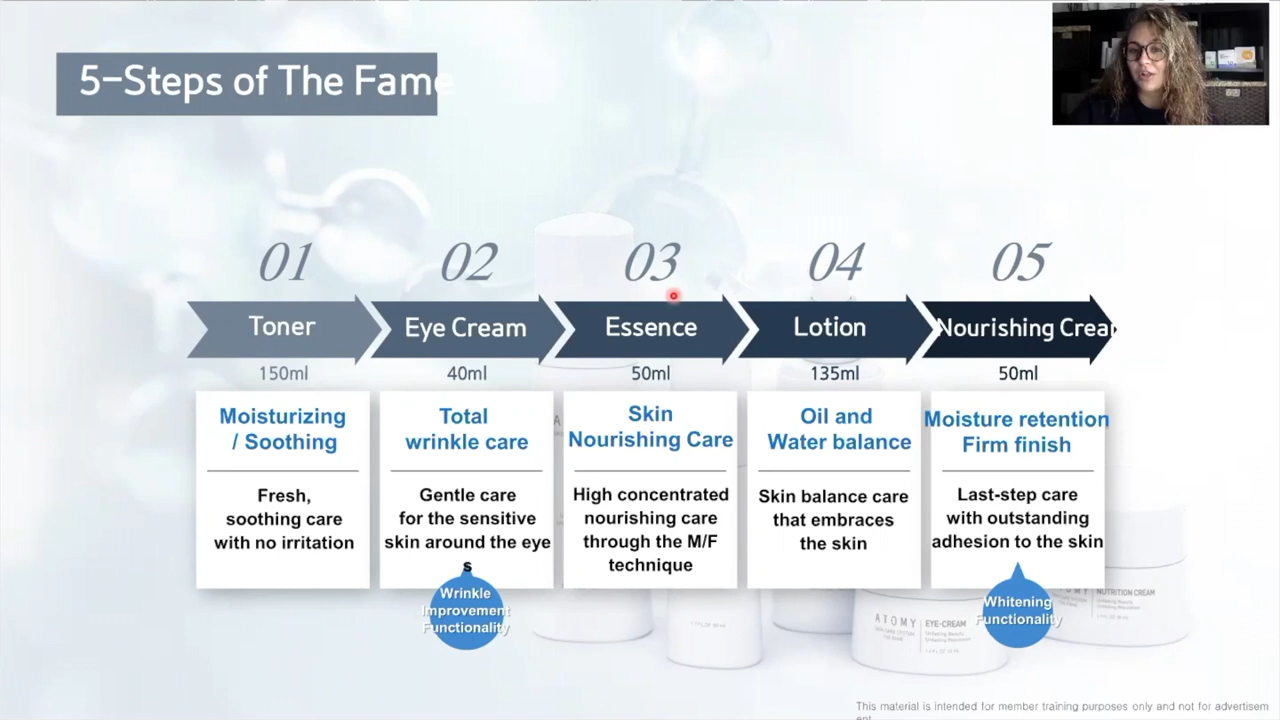 5-Steps of The Fame
01
02
03
04
05
Toner
Eye Cream
Essence
Lotion
Nourishing Crea
150ml
40ml
50ml
135ml
50ml
Moisturizing
/ Soothing
Fresh,
soothing care
with no irritation
Total
wrinkle care
Gentle care
for the sensitive
skin around the eye
s
Wrinkle
Improvement
Functionality
Skin
Nourishing Care
High concentrated
nourishing care
through the M/F
technique
Oil and
Water balance
Skin balance care
that embraces
the skin
Moisture retention
Firm finish
Last-step care
with outstanding
adhesion to the skin
Whitening
Functionality
ATOMY
EYE-CREAM
NUTRITION CREAM
This material is intended for member training purposes only and not for advertisem
ent